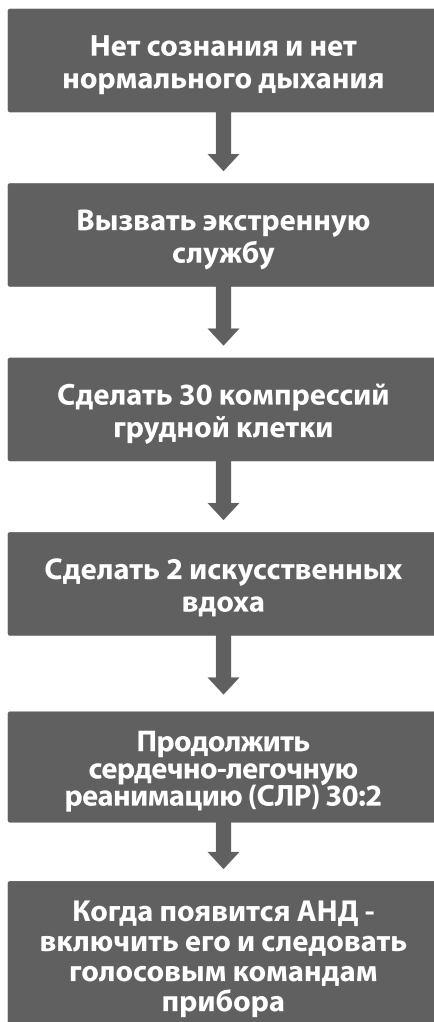 Нет сознания и нет
нормального дыхания
Вызвать экстренную
службу
Сделать 30 компрессий
грудной клетки
Сделать 2 искусственных
вдоха
Продолжить
сердечно-легочную
реанимацию (СЛР) 30:2
Когда появится АНД -
включить его и следовать
голосовым командам
прибора